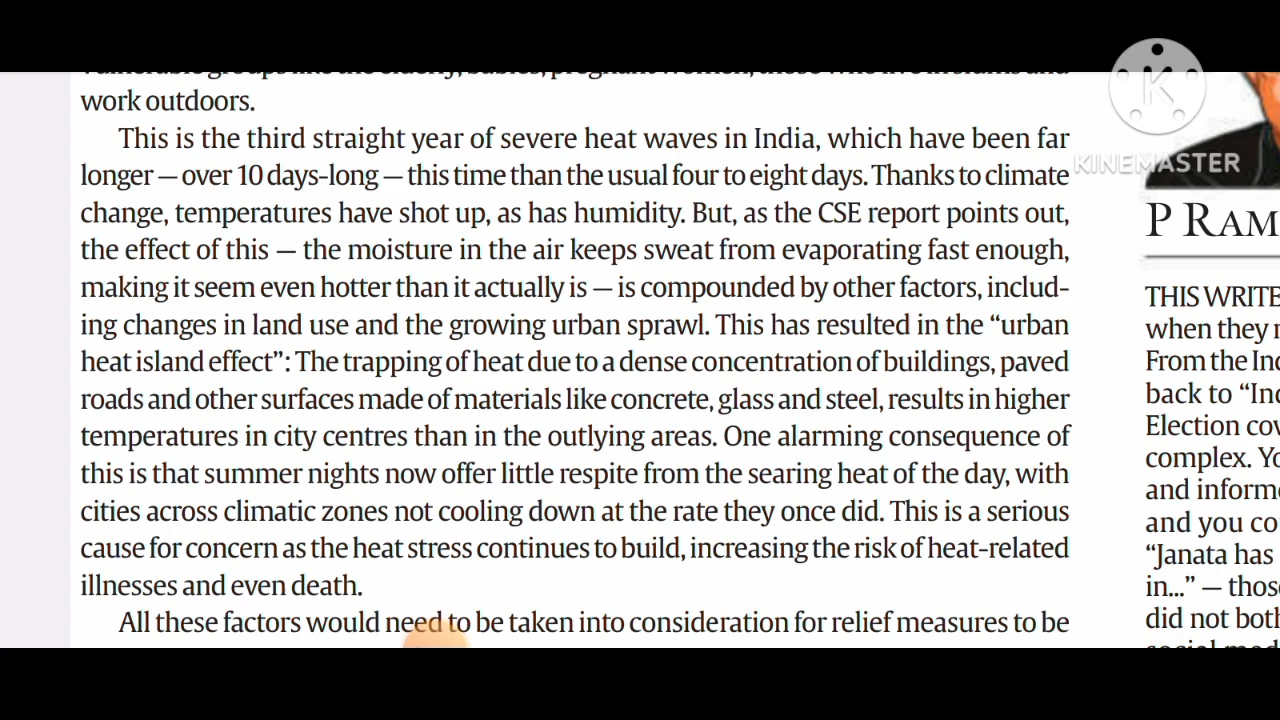 work outdoors.
This is the third straight year of severe heat waves in India, which have been far
longer — over 10 days-long — this time than the usual four to eight days. Thanks to climate
change, temperatures have shot up, as has humidity. But, as the CSE report points out,
the effect of this — the moisture in the air keeps sweat from evaporating fast enough,
making it seem even hotter than it actually is — is compounded by other factors, includ-
ing changes in land use and the growing urban sprawl. This has resulted in the “urban
heat island effect”: The trapping of heat due to a dense concentration of buildings, paved
roads and other surfaces made of materials like concrete, glass and steel, results in higher
temperatures in city centres than in the outlying areas. One alarming consequence of
this is that summer nights now offer little respite from the searing heat of the day, with
cities across climatic zones not cooling down at the rate they once did. This is a serious
cause for concern as the heat stress continues to build, increasing the risk of heat-related
illnesses and even death.
All these factors would need to be taken into consideration for relief measures to be
K
KINEMASTER
P RAM
THIS WRITE
when they
From the Ind
back to “Ind
Election cov
complex. Yo
and informe
and you co
“Janata has
in...” — those
did not both